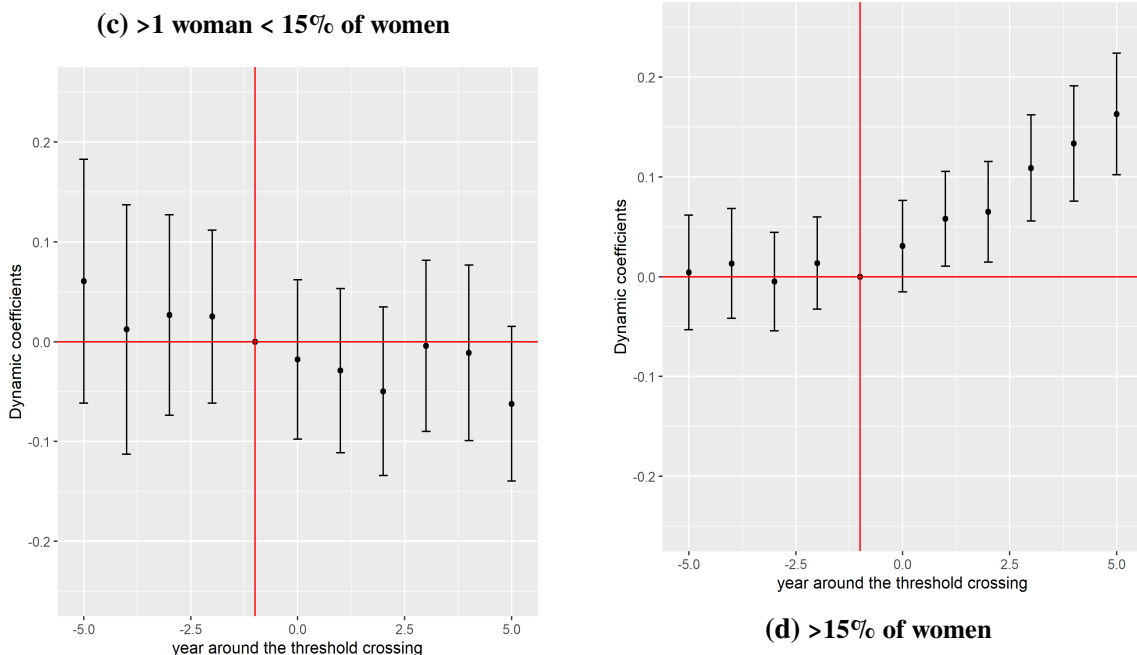 (c) >1 woman < 15% of women
Dynamic coefficients
0.2
0.1
0.0
-0.1
-0.2
-5.0 -2.5 0.0 2.5 5.0
year around the threshold crossing
Dynamic coefficients
0.2
0.1
0.0
-0.1
-0.2
-5.0 -2.5 0.0 2.5 5.0
year around the threshold crossing
(d) >15% of women